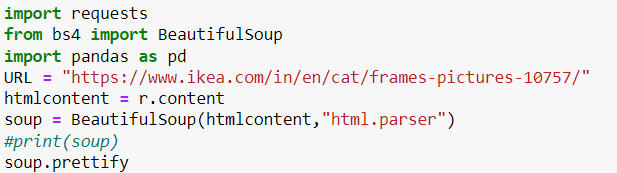 import requests
from bs4 import BeautifulSoup
import pandas as pd
URL = "https://www.ikea.com/in/en/cat/frames-pictures-10757/"
htmlcontent = r.content
soup = BeautifulSoup(htmlcontent,"html.parser")
#print(soup)
soup.prettify